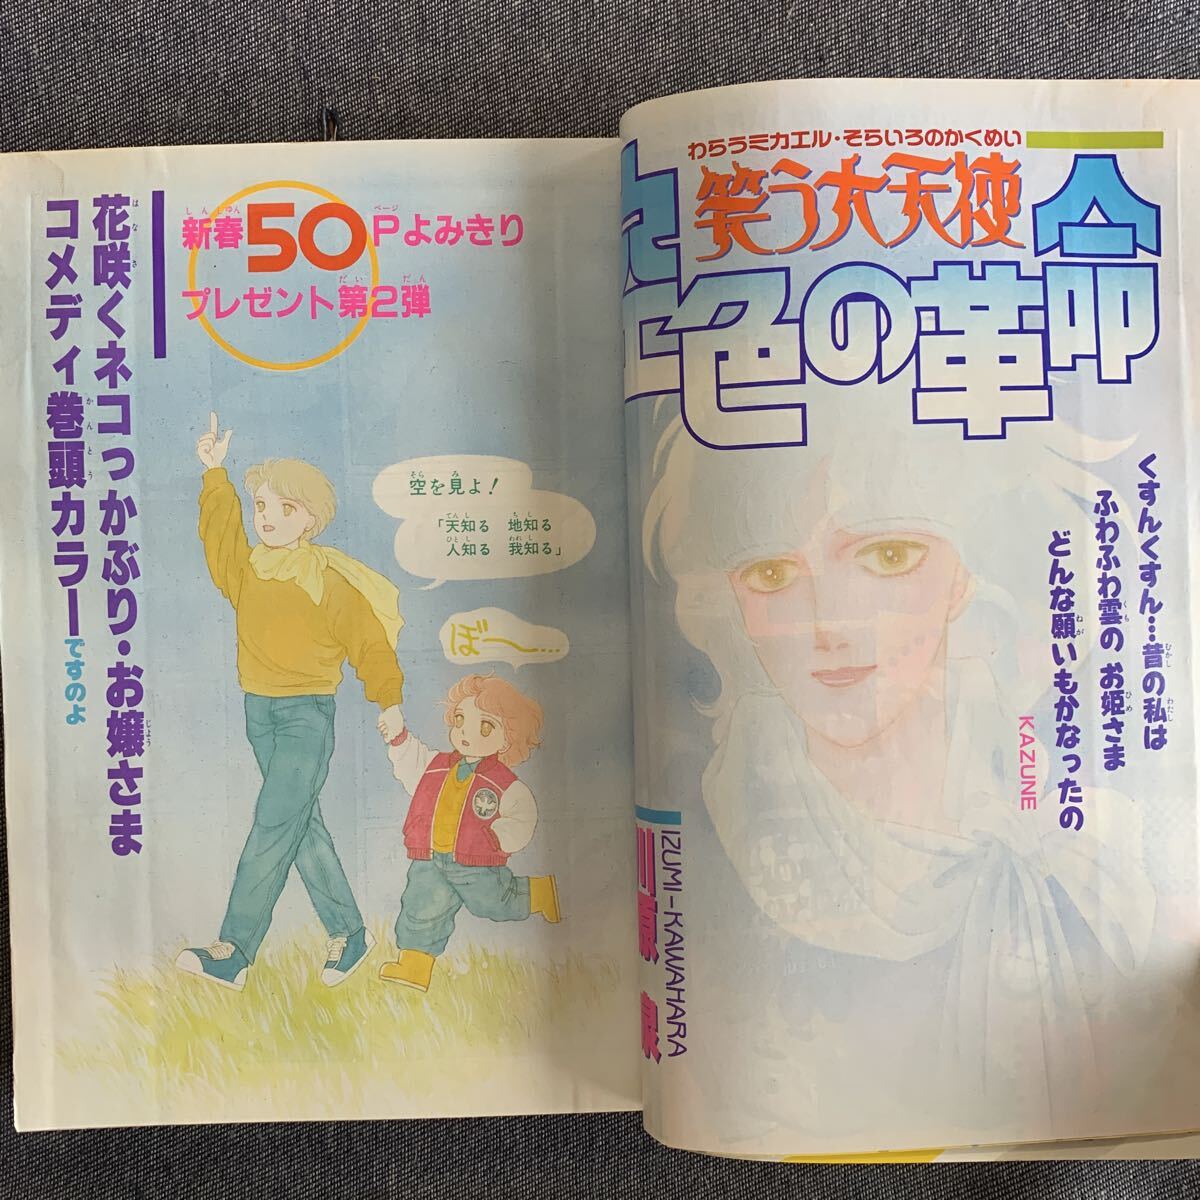 わらうミカエル・そらいろのかくめい
笑う大天使
空色の革命
くすんくすん…昔の私は
ふわふわ雲の お姫さま
どんな願いもかなったの
KAZUNE
IZUMI-KAWAHARA
川原 泉
新春50Pよみきり
プレゼント第2弾
花咲くネコっかぶり・お嬢さま
コメディ巻頭カラーですのよ
空を見よ!
「天知る 地知る
人知る 我知る」
ぼ〜…